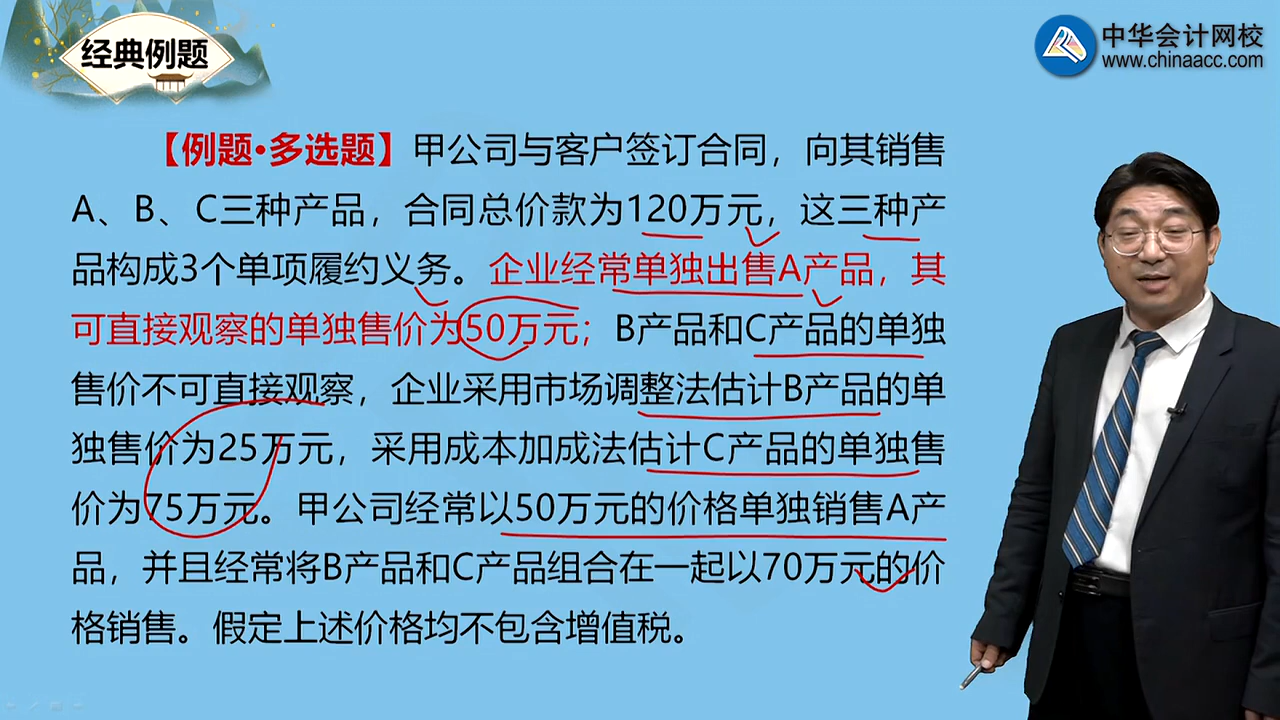 经典例题
中华会计网校
www.chinaacc.com
【例题•多选题】甲公司与客户签订合同，向其销售
A、B、C三种产品，合同总价款为120万元，这三种产
品构成3个单项履约义务。企业经常单独出售A产品，其
可直接观察的单独售价为50万元；B产品和C产品的单独
售价不可直接观察，企业采用市场调整法估计B产品的单
独售价为25万元，采用成本加成法估计C产品的单独售
价为75万元。甲公司经常以50万元的价格单独销售A产
品，并且经常将B产品和C产品组合在一起以70万元的价
格销售。假定上述价格均不包含增值税。